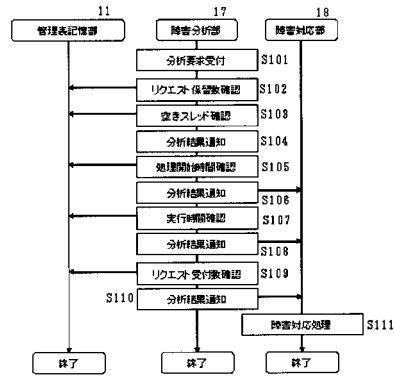 11
17
18
管理表記憶部
障害分析部
障害対応部
分析要求受付
S101
リクエスト保留数確認
S102
空きスレッド確認
S103
分析結果通知
S104
処理開始時間確認
S105
分析結果通知
S106
実行時間確認
S107
分析結果通知
S108
リクエスト受付数確認
S109
S110
分析結果通知
障害対応処理
S111
終了
終了
終了